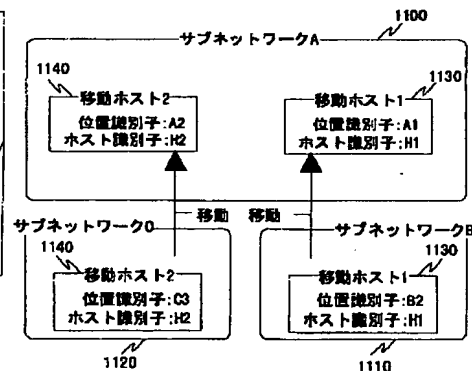 1100
サブネットワークA
1140
移動ホスト2
位置識別子:A2
ホスト識別子:H2
1130
移動ホスト1
位置識別子:A1
ホスト識別子:H1
移動
移動
サブネットワークC
1140
移動ホスト2
位置識別子:C3
ホスト識別子:H2
1120
サブネットワークB
1130
移動ホスト1
位置識別子:B2
ホスト識別子:H1
1110